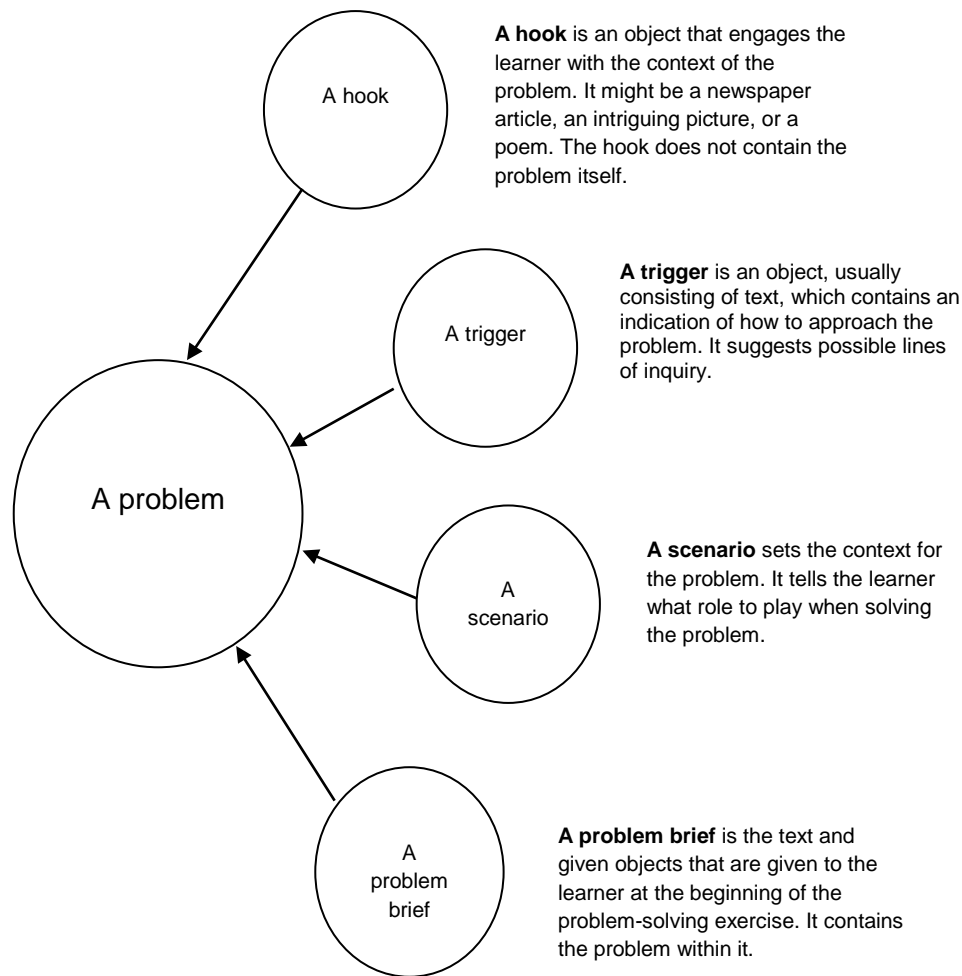 A hook
A hook is an object that engages the
learner with the context of the
problem. It might be a newspaper
article, an intriguing picture, or a
poem. The hook does not contain the
problem itself.
A trigger
A trigger is an object, usually
consisting of text, which contains an
indication of how to approach the
problem. It suggests possible lines
of inquiry.
A problem
A
scenario
A scenario sets the context for
the problem. It tells the learner
what role to play when solving
the problem.
A
problem
brief
A problem brief is the text and
given objects that are given to the
learner at the beginning of the
problem-solving exercise. It contains
the problem within it.